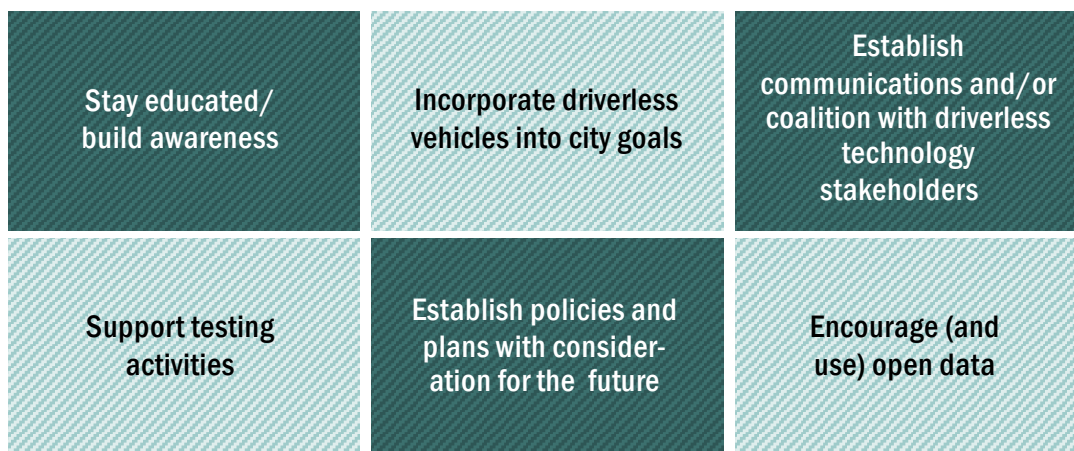 Stay educated/
build awareness
Incorporate driverless
vehicles into city goals
Establish
communications and/or
coalition with driverless
technology
stakeholders
Support testing
activities
Establish policies and
plans with consider-
ation for the  future
Encourage (and
use) open data